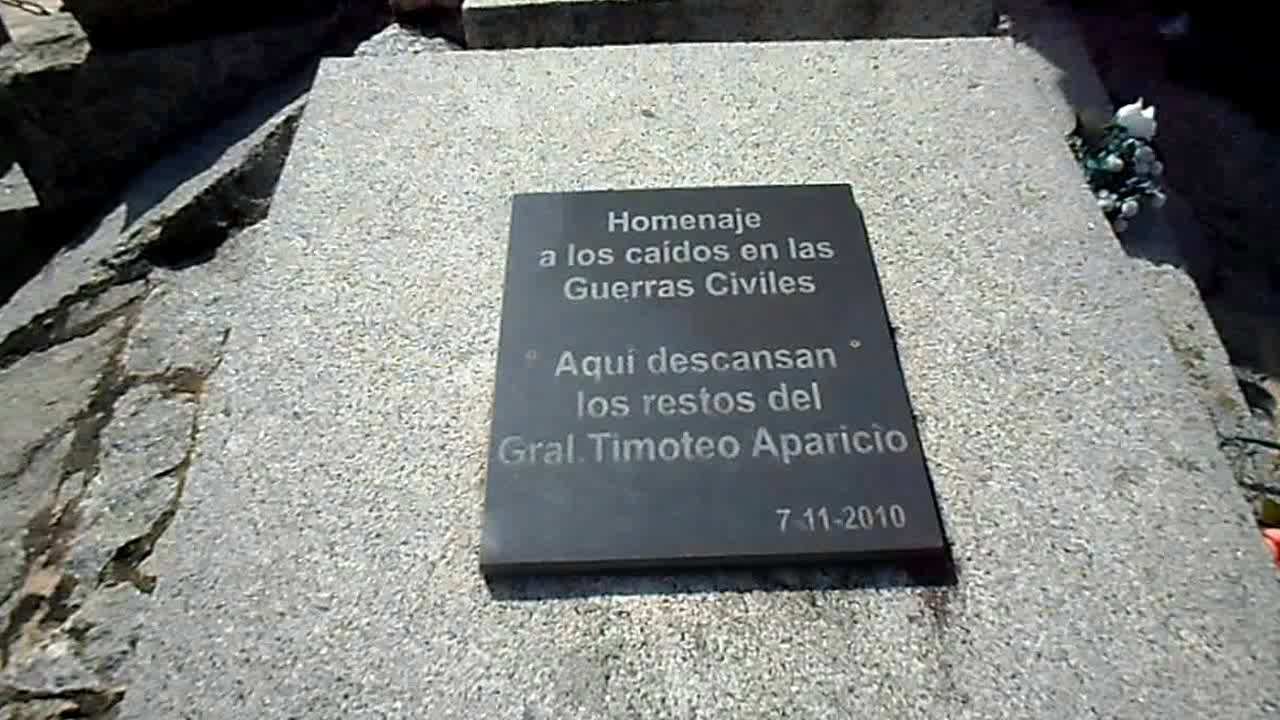 Homenaje
a los caídos en las
Guerras Civiles
Aquí descansan
los restos del
Gral. Timoteo Aparicio
7-11-2010